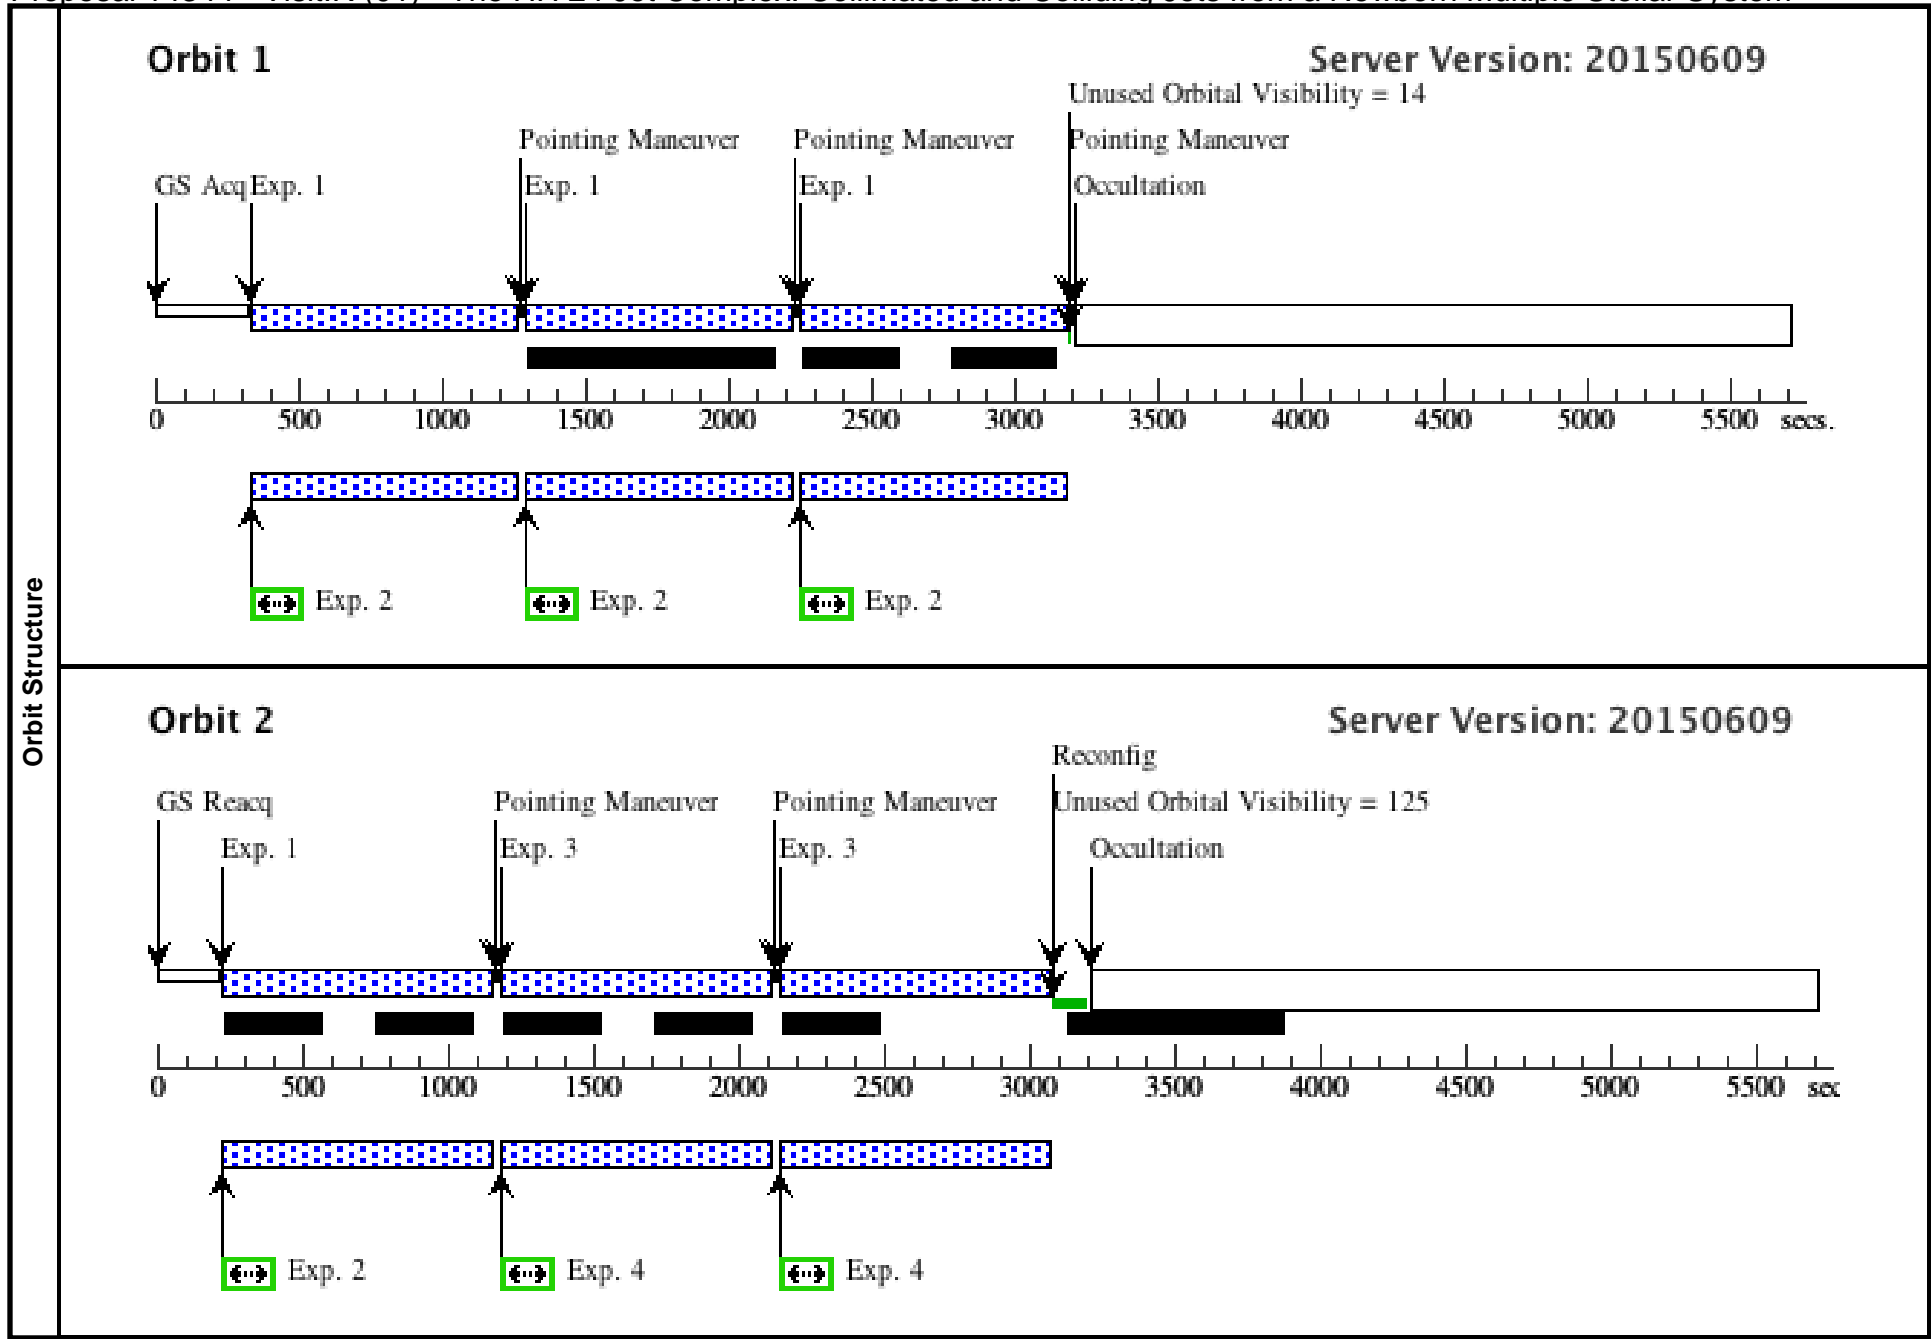 Orbit Structure
Orbit 1
Server Version: 20150609
Unused Orbital Visibility = 14
Pointing Maneuver
Pointing Maneuver
Pointing Maneuver
GS Acq
Exp. 1
Exp. 1
Exp. 1
Occultation
0 500 1000 1500 2000 2500 3000 3500 4000 4500 5000 5500 secs.
Exp. 2
Exp. 2
Exp. 2
Orbit 2
Server Version: 20150609
Reconfig
GS Reacq
Pointing Maneuver
Pointing Maneuver
Unused Orbital Visibility = 125
Exp. 1
Exp. 3
Exp. 3
Occultation
0 500 1000 1500 2000 2500 3000 3500 4000 4500 5000 5500 sec
Exp. 2
Exp. 4
Exp. 4